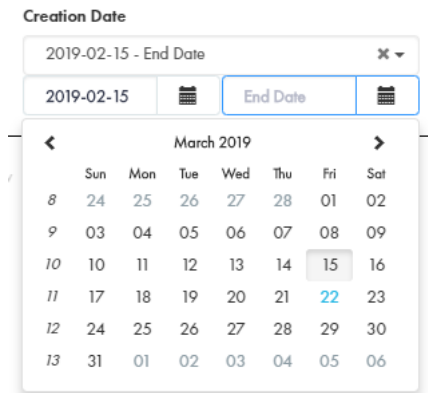 Creation Date
2019-02-15 - End Date
2019-02-15 End Date
March 2019
Sun Mon Tue Wed Thu Fri Sat
8 24 25 26 27 28 01 02
9 03 04 05 06 07 08 09
10 10 11 12 13 14 15 16
11 17 18 19 20 21 22 23
12 24 25 26 27 28 29 30
13 31 01 02 03 04 05 06